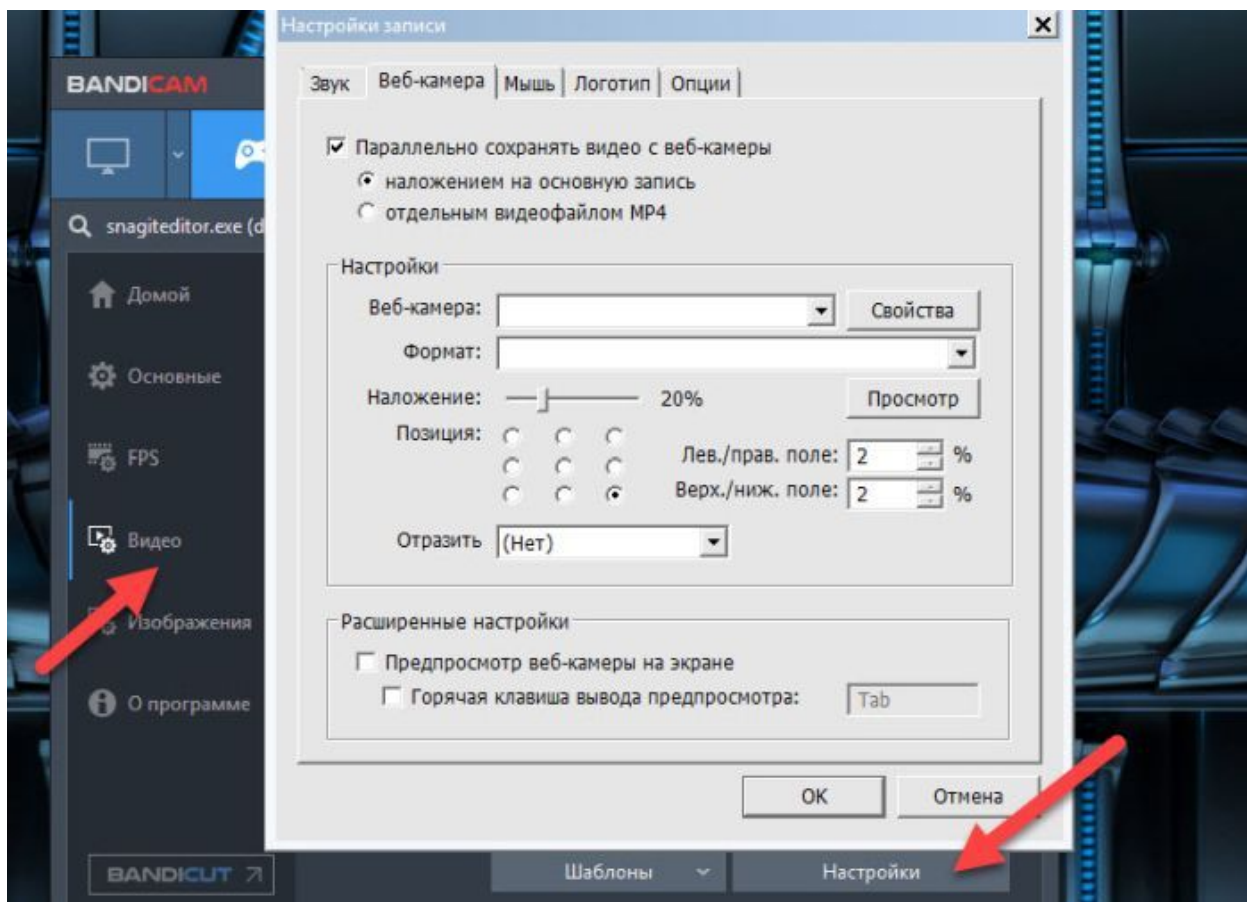 Настройки записи
BANDICAM
Звук Веб-камера Мышь Логотип Опции
Параллельно сохранять видео с веб-камеры
наложением на основную запись
отдельным видеофайлом MP4
snagiteditor.exe (d
Настройки
Домой
Веб-камера: Свойства
Формат:
Основные
Наложение: 20% Просмотр
Позиция:
Лев./прав. поле: 2 %
FPS
Верх./ниж. поле: 2 %
Видео
Отразить (Нет)
Изображения
Расширенные настройки
Предпросмотр веб-камеры на экране
Горячая клавиша вывода предпросмотра: Tab
О программе
OK Отмена
BANDICUT
Шаблоны Настройки